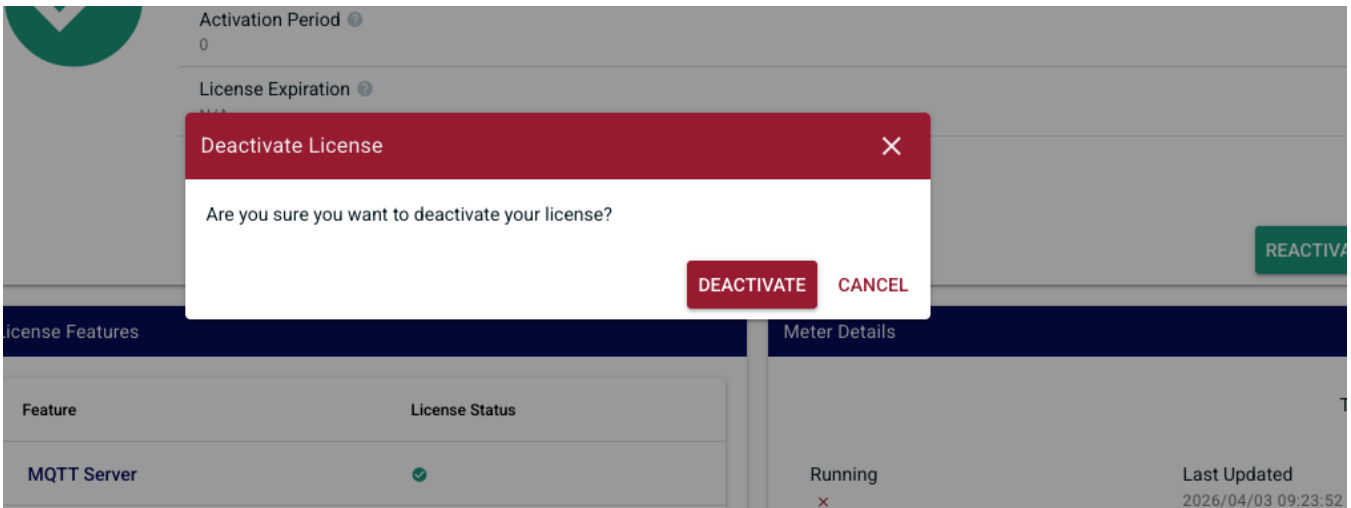 Activation Period
0
License Expiration
N/A
Deactivate License
Are you sure you want to deactivate your license?
DEACTIVATE
CANCEL
License Features
Meter Details
Feature
License Status
MQTT Server
Running
Last Updated
2026/04/03 09:23:52